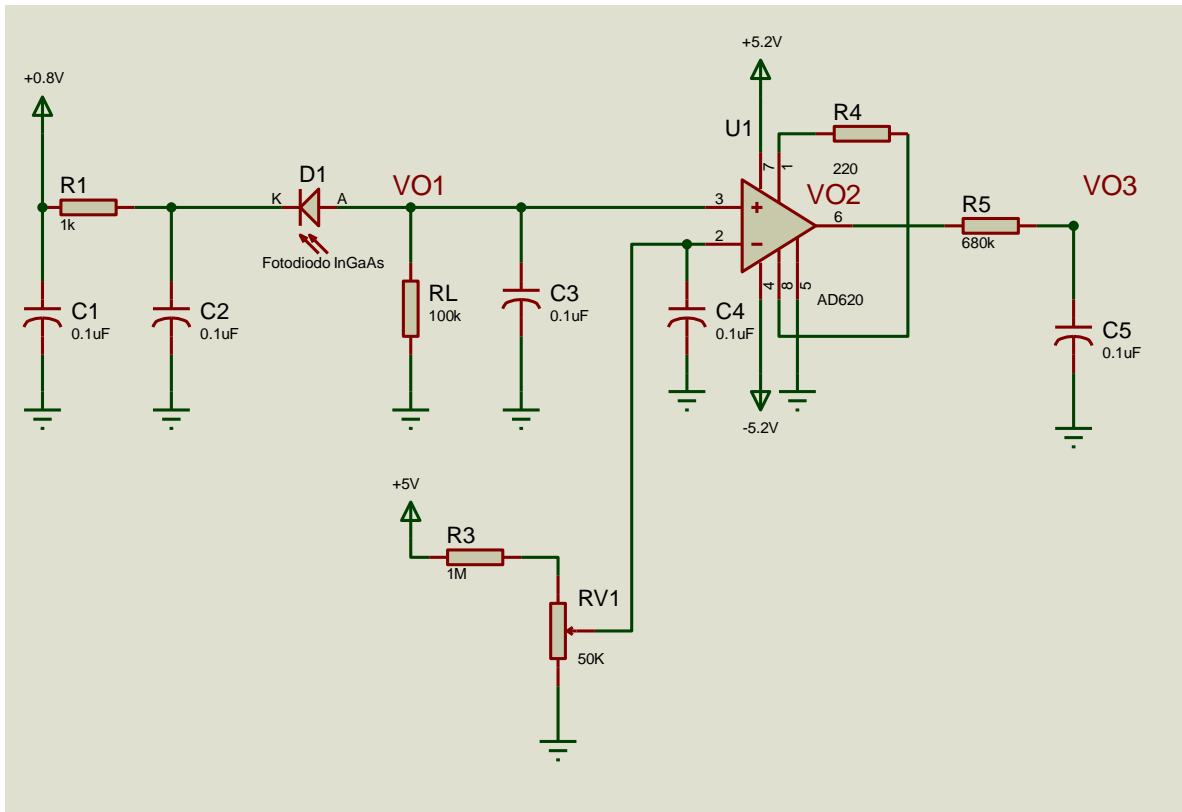 +0.8V
R1
1k
C1
0.1uF
C2
0.1uF
D1
K
A
Fotodiodo InGaAs
VO1
RL
100k
C3
0.1uF
+5.2V
U1
7
1
R4
220
3
2
VO2
6
4
8
5
AD620
-5.2V
C4
0.1uF
R5
680k
VO3
C5
0.1uF
+5V
R3
1M
RV1
50K